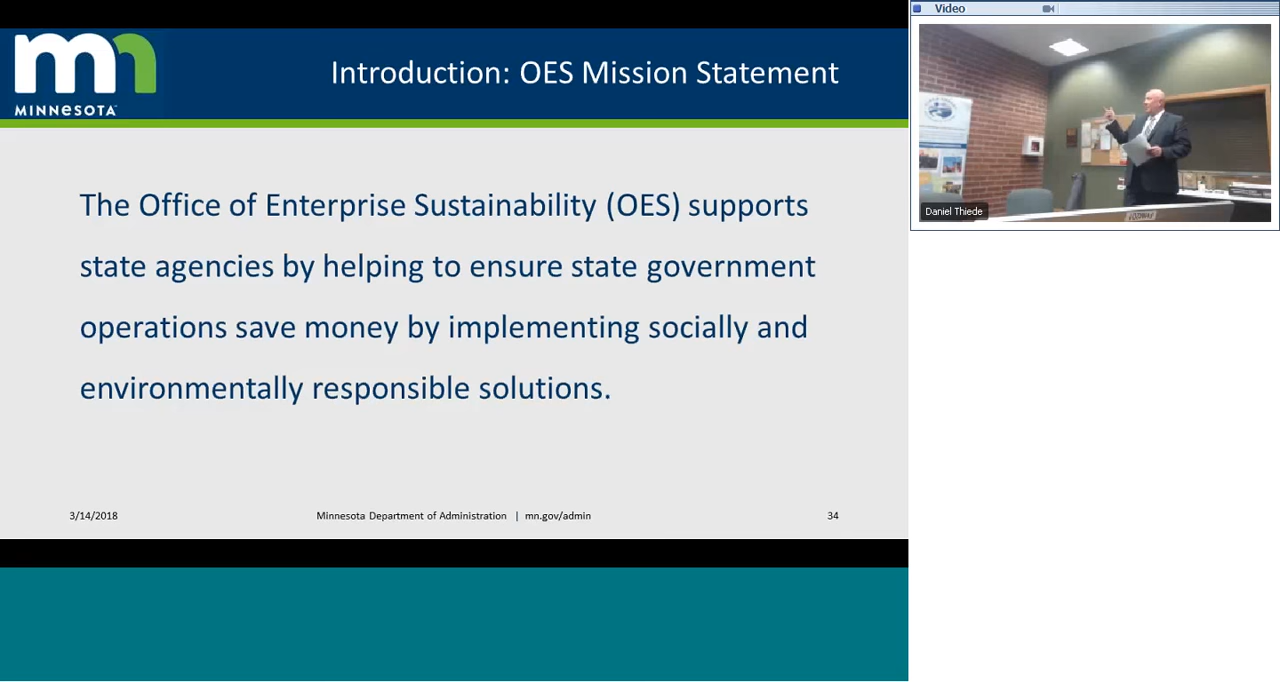 MINNESOTA
Introduction: OES Mission Statement
The Office of Enterprise Sustainability (OES) supports
state agencies by helping to ensure state government
operations save money by implementing socially and
environmentally responsible solutions.
3/14/2018
Minnesota Department of Administration | mn.gov/admin
34
Video
Daniel Thiede